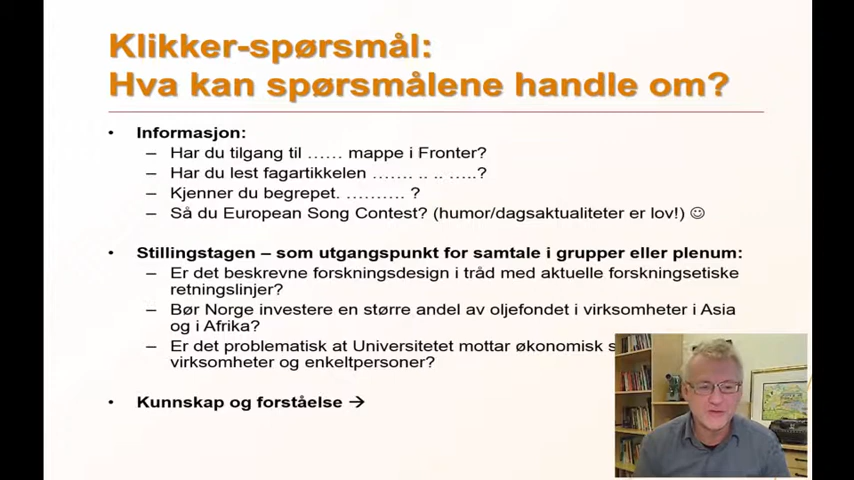 Klikker-spørsmål:
Hva kan spørsmålene handle om?
• Informasjon:
– Har du tilgang til …… mappe i Fronter?
– Har du lest fagartikkelen ……. .. .. …..?
– Kjenner du begrepet. ………. ?
– Så du European Song Contest? (humor/dagsaktualiteter er lov!) ☺
• Stillingstagen – som utgangspunkt for samtale i grupper eller plenum:
– Er det beskrevne forskningsdesign i tråd med aktuelle forskningsetiske
retningslinjer?
– Bør Norge investere en større andel av oljefondet i virksomheter i Asia
og i Afrika?
– Er det problematisk at Universitetet mottar økonomisk
virksomheter og enkeltpersoner?
• Kunnskap og forståelse →